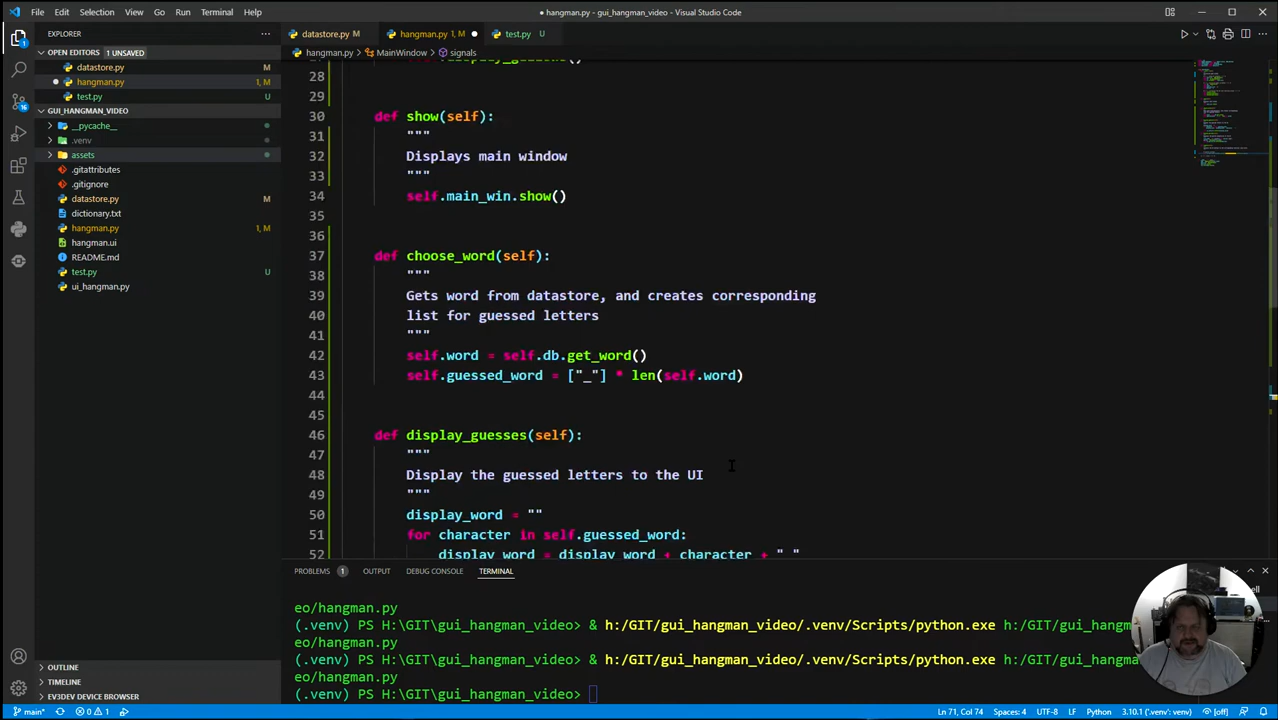 File Edit Selection View Go Run Terminal Help
● hangman.py - gui_hangman_video - Visual Studio Code
EXPLORER
datastore.py M
hangman.py 1, M
test.py U
OPEN EDITORS 1 UNSAVED
hangman.py > MainWindow > signals
datastore.py M
hangman.py 1, M
test.py U
GUI_HANGMAN_VIDEO
__pycache__
.venv
assets
.gitattributes
.gitignore
datastore.py M
dictionary.txt
hangman.py 1, M
hangman.ui
README.md
test.py U
ui_hangman.py
28
29
30 def show(self):
31 """
32 Displays main window
33 """
34 self.main_win.show()
35
36
37 def choose_word(self):
38 """
39 Gets word from datastore, and creates corresponding
40 list for guessed letters
41 """
42 self.word = self.db.get_word()
43 self.guessed_word = ["_"] * len(self.word)
44
45
46 def display_guesses(self):
47 """
48 Display the guessed letters to the UI
49 """
50 display_word = ""
51 for character in self.guessed_word:
52 display_word = display_word + character + " "
PROBLEMS 1 OUTPUT DEBUG CONSOLE TERMINAL
eo/hangman.py
(.venv) PS H:\GIT\gui_hangman_video> & h:/GIT/gui_hangman_video/.venv/Scripts/python.exe h:/GIT/gui_hangm
eo/hangman.py
(.venv) PS H:\GIT\gui_hangman_video> & h:/GIT/gui_hangman_video/.venv/Scripts/python.exe h:/GIT/gui_hangm
eo/hangman.py
(.venv) PS H:\GIT\gui_hangman_video>
OUTLINE
TIMELINE
EV3DEV DEVICE BROWSER
main* 0 1 Ln 71, Col 74 Spaces: 4 UTF-8 LF Python 3.10.1 ('.venv': venv) [off]